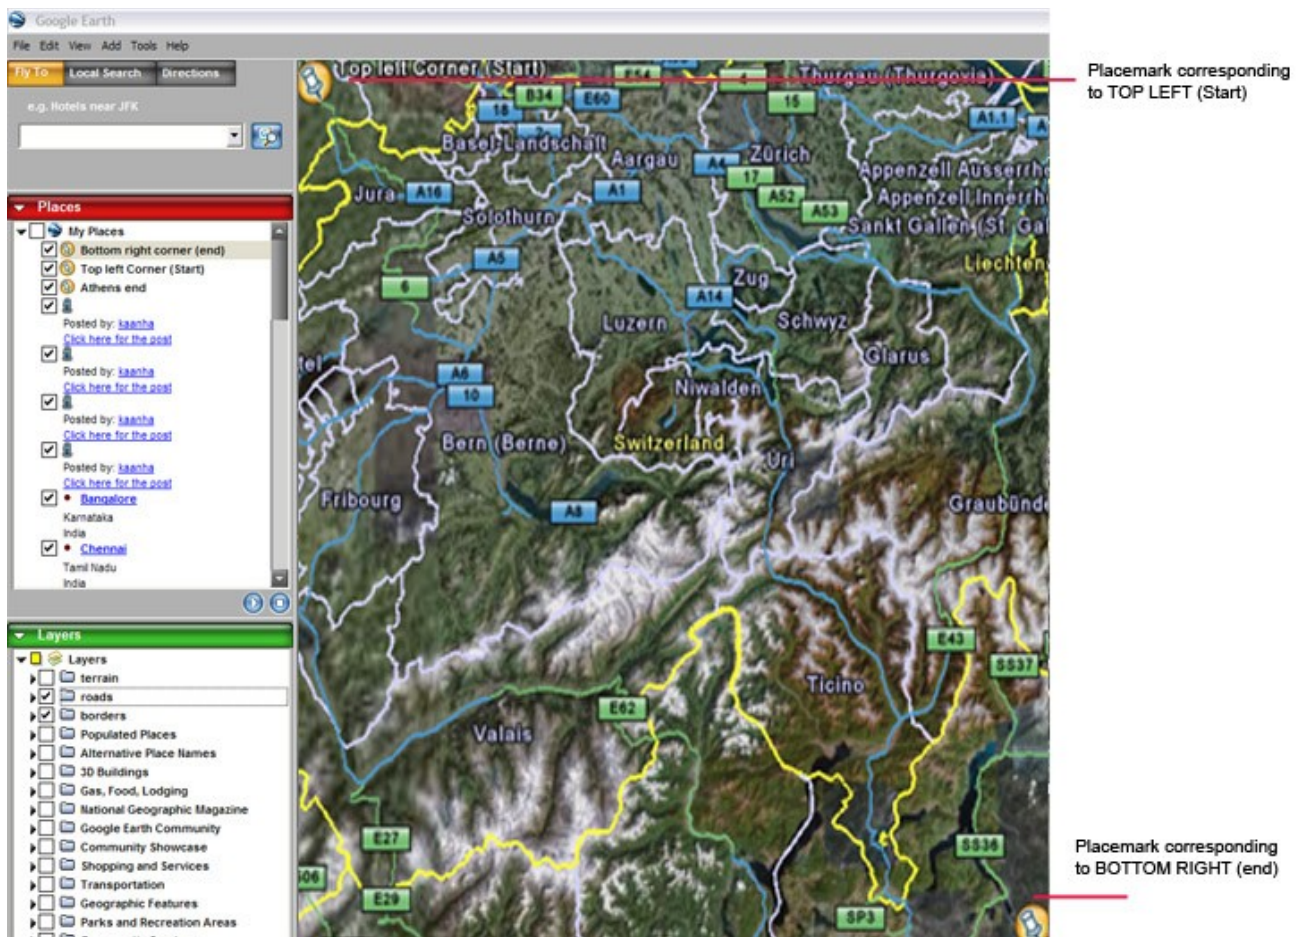 Google Earth
File Edit View Add Tools Help
Fly To Local Search Directions
e.g. Hotels near JFK
Places
My Places
Bottom right corner (end)
Top left Corner (Start)
Athens end
Posted by: kaanha
Click here for the post
Posted by: kaanha
Click here for the post
Posted by: kaanha
Click here for the post
Posted by: kaanha
Click here for the post
Bangalore
Karnataka
India
Chennai
Tamil Nadu
India
Layers
Layers
terrain
roads
borders
Populated Places
Alternative Place Names
3D Buildings
Gas, Food, Lodging
National Geographic Magazine
Google Earth Community
Community Showcase
Shopping and Services
Transportation
Geographic Features
Parks and Recreation Areas
Top left Corner (Start)
E54
Thurgau (Thurgovia)
B34
E60
18
15
A1.1
2
Basel-Landschaft
Aargau
A4
Zürich
17
Appenzell Ausserrh
Jura
A16
A1
A52
Appenzell Innerrh
A53
Solothurn
Sankt Gallen (St. Gal
A5
Liechten
6
Zug
A14
Luzern
Schwyz
Glarus
tel
A6
10
Niwalden
Bern (Berne)
Switzerland
Uri
Fribourg
A8
Graubünd
E43
SS37
Ticino
E62
Valais
E27
SS36
E29
SP3
Placemark corresponding
to TOP LEFT (Start)
Placemark corresponding
to BOTTOM RIGHT (end)